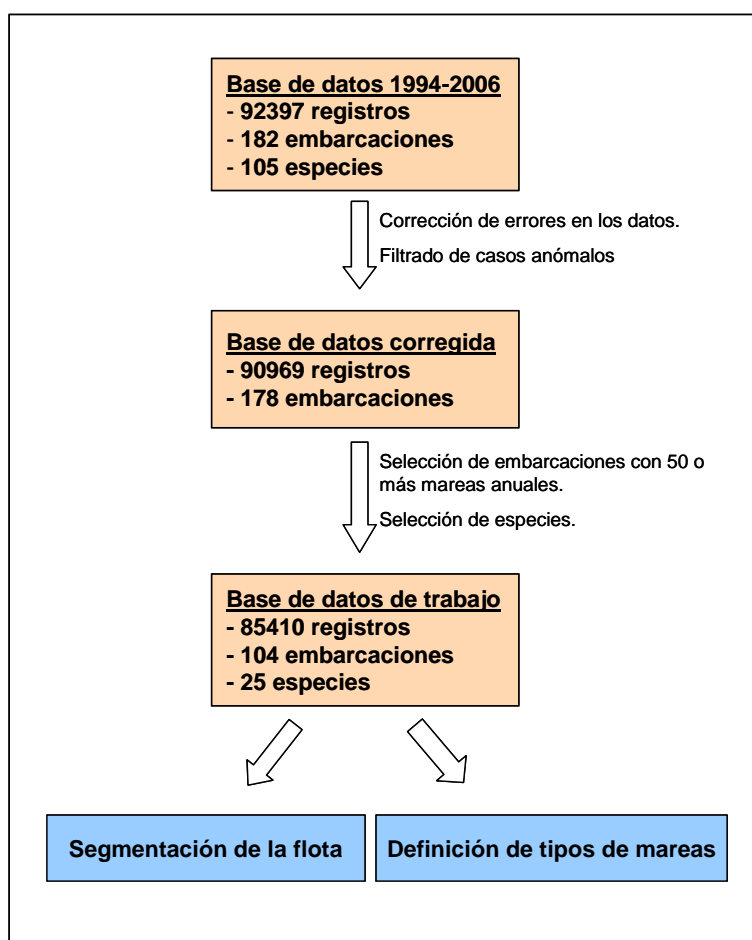 Base de datos 1994-2006
- 92397 registros
- 182 embarcaciones
- 105 especies
Corrección de errores en los datos.
Filtrado de casos anómalos
Base de datos corregida
- 90969 registros
- 178 embarcaciones
Selección de embarcaciones con 50 o
más mareas anuales.
Selección de especies.
Base de datos de trabajo
- 85410 registros
- 104 embarcaciones
- 25 especies
Segmentación de la flota
Definición de tipos de mareas